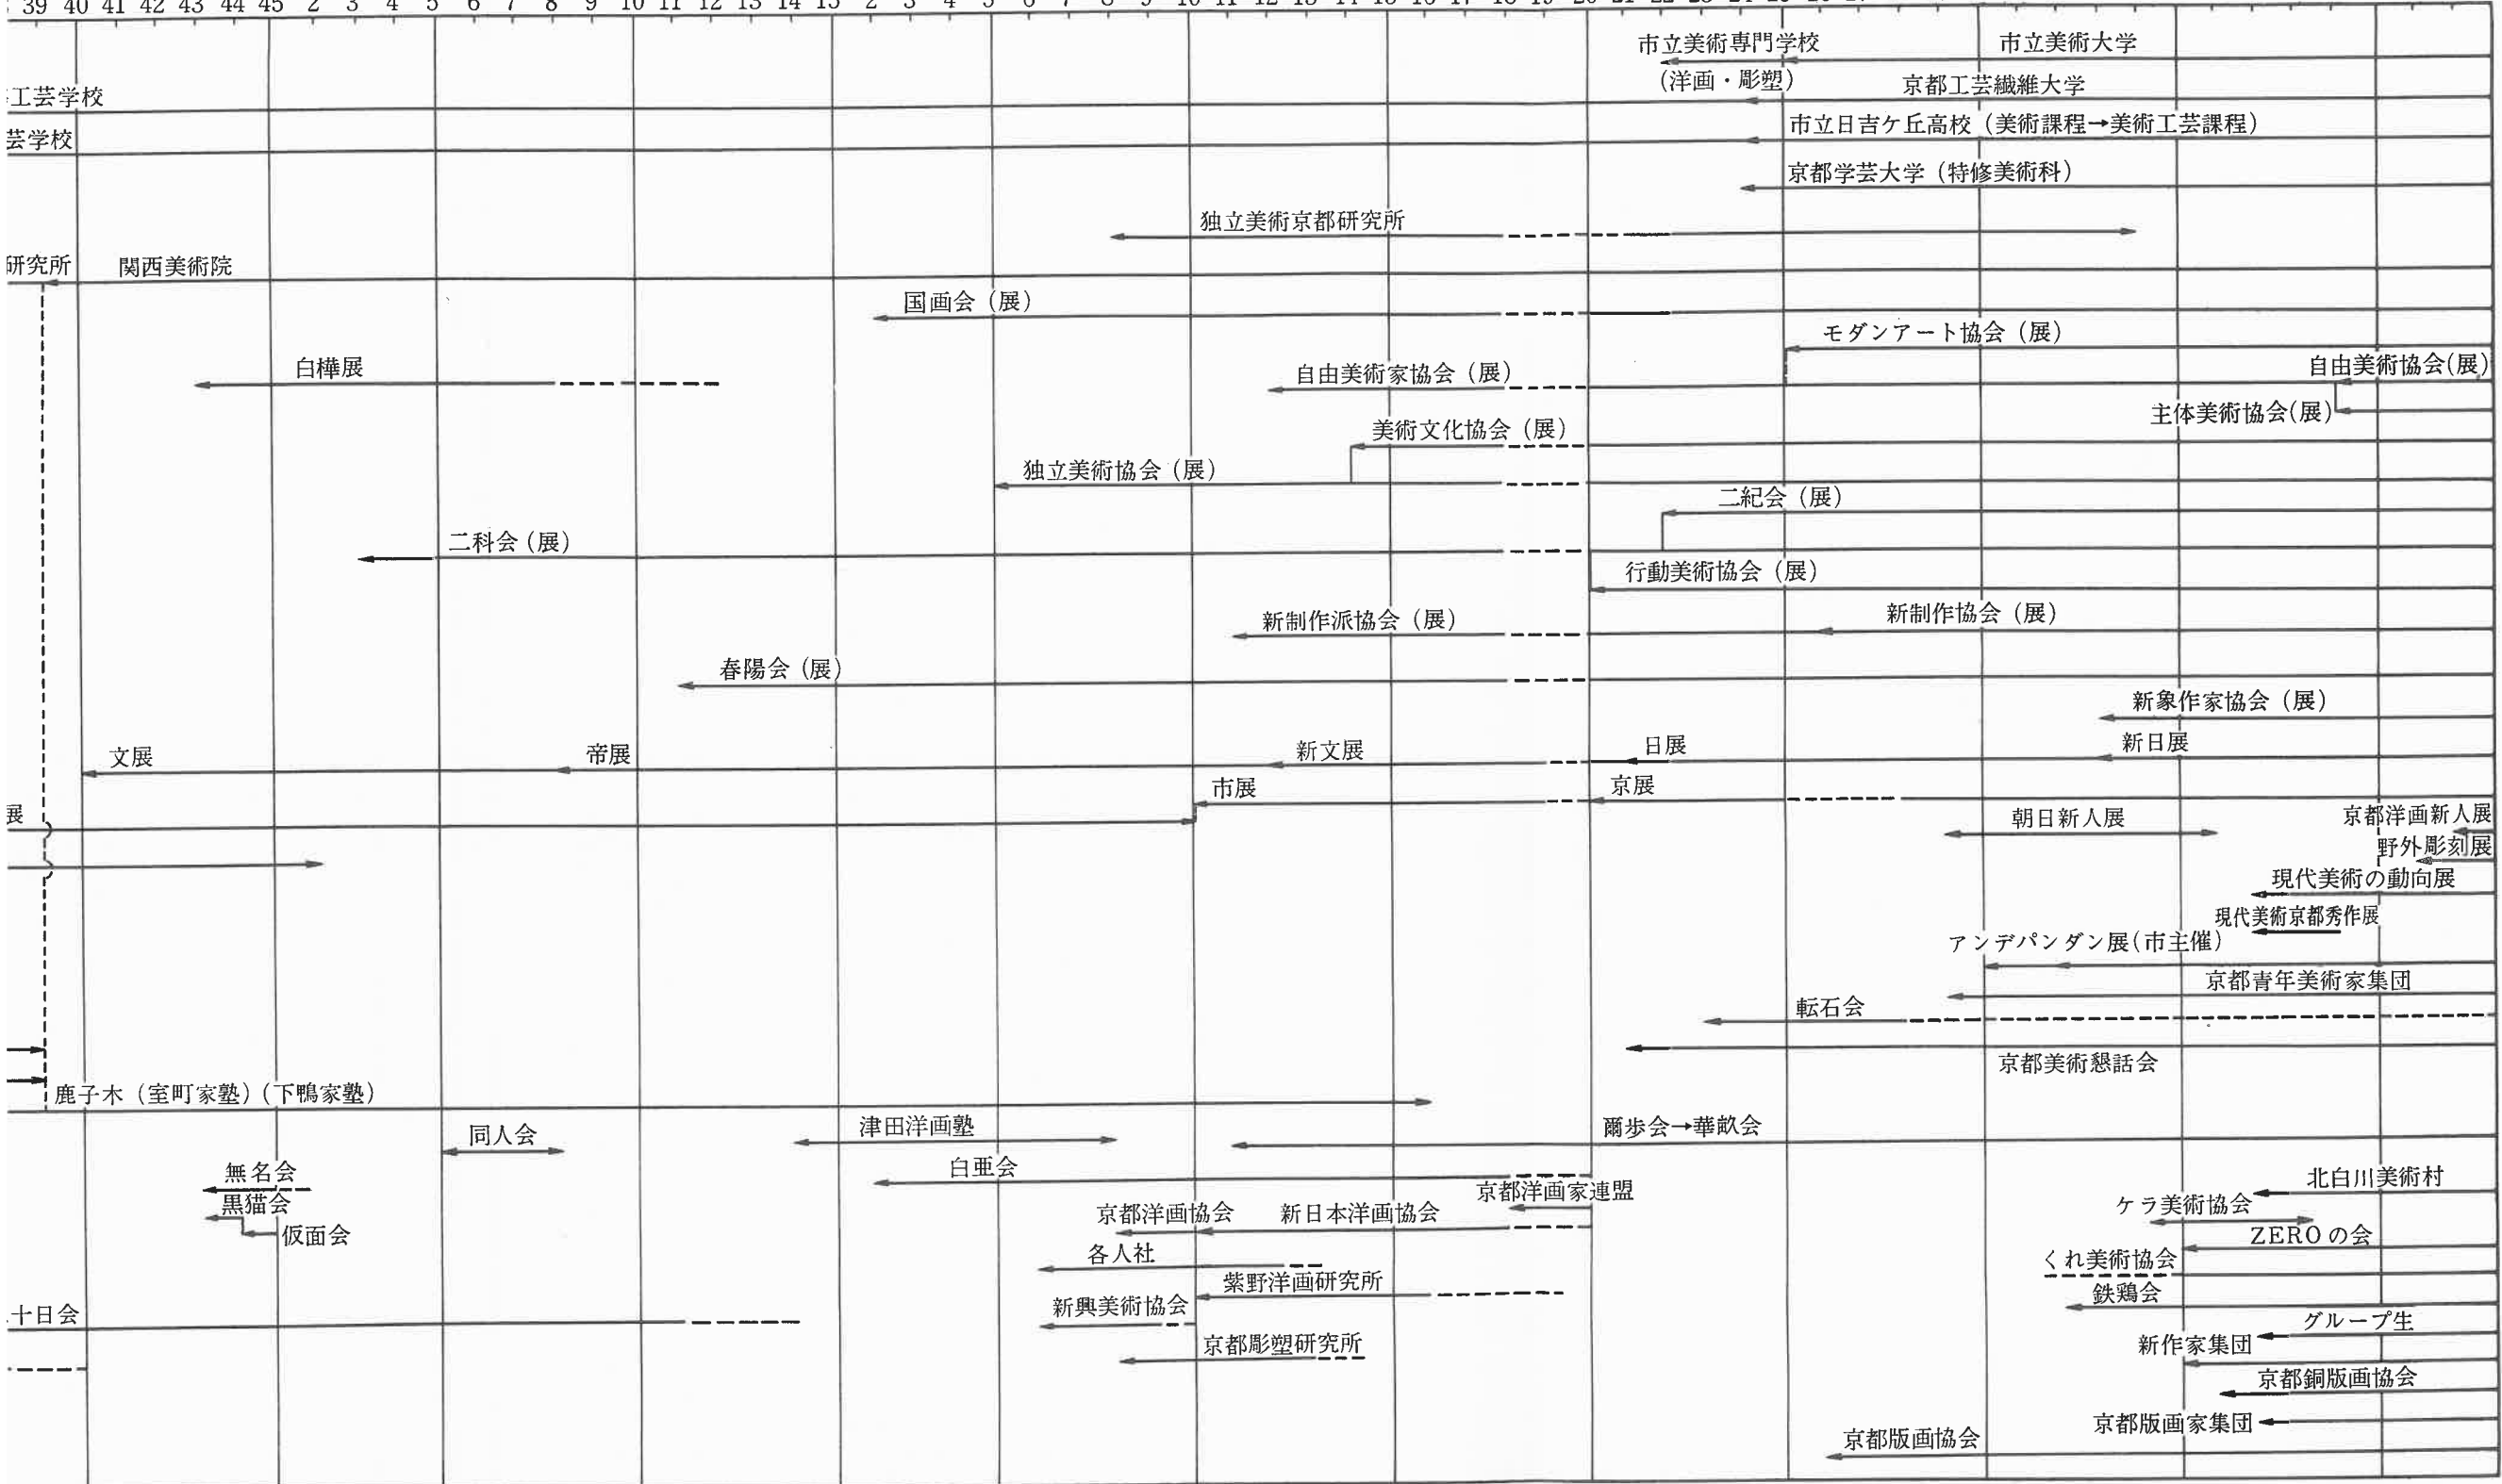 39 40 41 42 43 44 45 2 3 4 5 6 7 8 9 10 11 12 13 14 15 2 3 4 5 6 7 8 9 10 11 12 13 14 15 16 17 18 19 20 21 22 23 24 25 26 27
市立美術専門学校
市立美術大学
(洋画・彫塑)
京都工芸繊維大学
工芸学校
市立日吉ケ丘高校(美術課程→美術工芸課程)
芸学校
京都学芸大学(特修美術科)
独立美術京都研究所
研究所
関西美術院
国画会(展)
モダンアート協会(展)
白樺展
自由美術家協会(展)
自由美術協会(展)
主体美術協会(展)
美術文化協会(展)
独立美術協会(展)
二紀会(展)
二科会(展)
行動美術協会(展)
新制作派協会(展)
新制作協会(展)
春陽会(展)
新象作家協会(展)
文展
帝展
新文展
日展
新日展
市展
京展
展
朝日新人展
京都洋画新人展
野外彫刻展
現代美術の動向展
現代美術京都秀作展
アンデパンダン展(市主催)
京都青年美術家集団
転石会
京都美術懇話会
鹿子木(室町家塾)(下鴨家塾)
同人会
津田洋画塾
爾歩会→華畝会
無名会
白亜会
北白川美術村
黒猫会
京都洋画家連盟
ケラ美術協会
仮面会
京都洋画協会
新日本洋画協会
ZEROの会
各人社
くれ美術協会
紫野洋画研究所
鉄鶏会
十日会
新興美術協会
グループ生
京都彫塑研究所
新作家集団
京都銅版画協会
京都版画家集団
京都版画協会